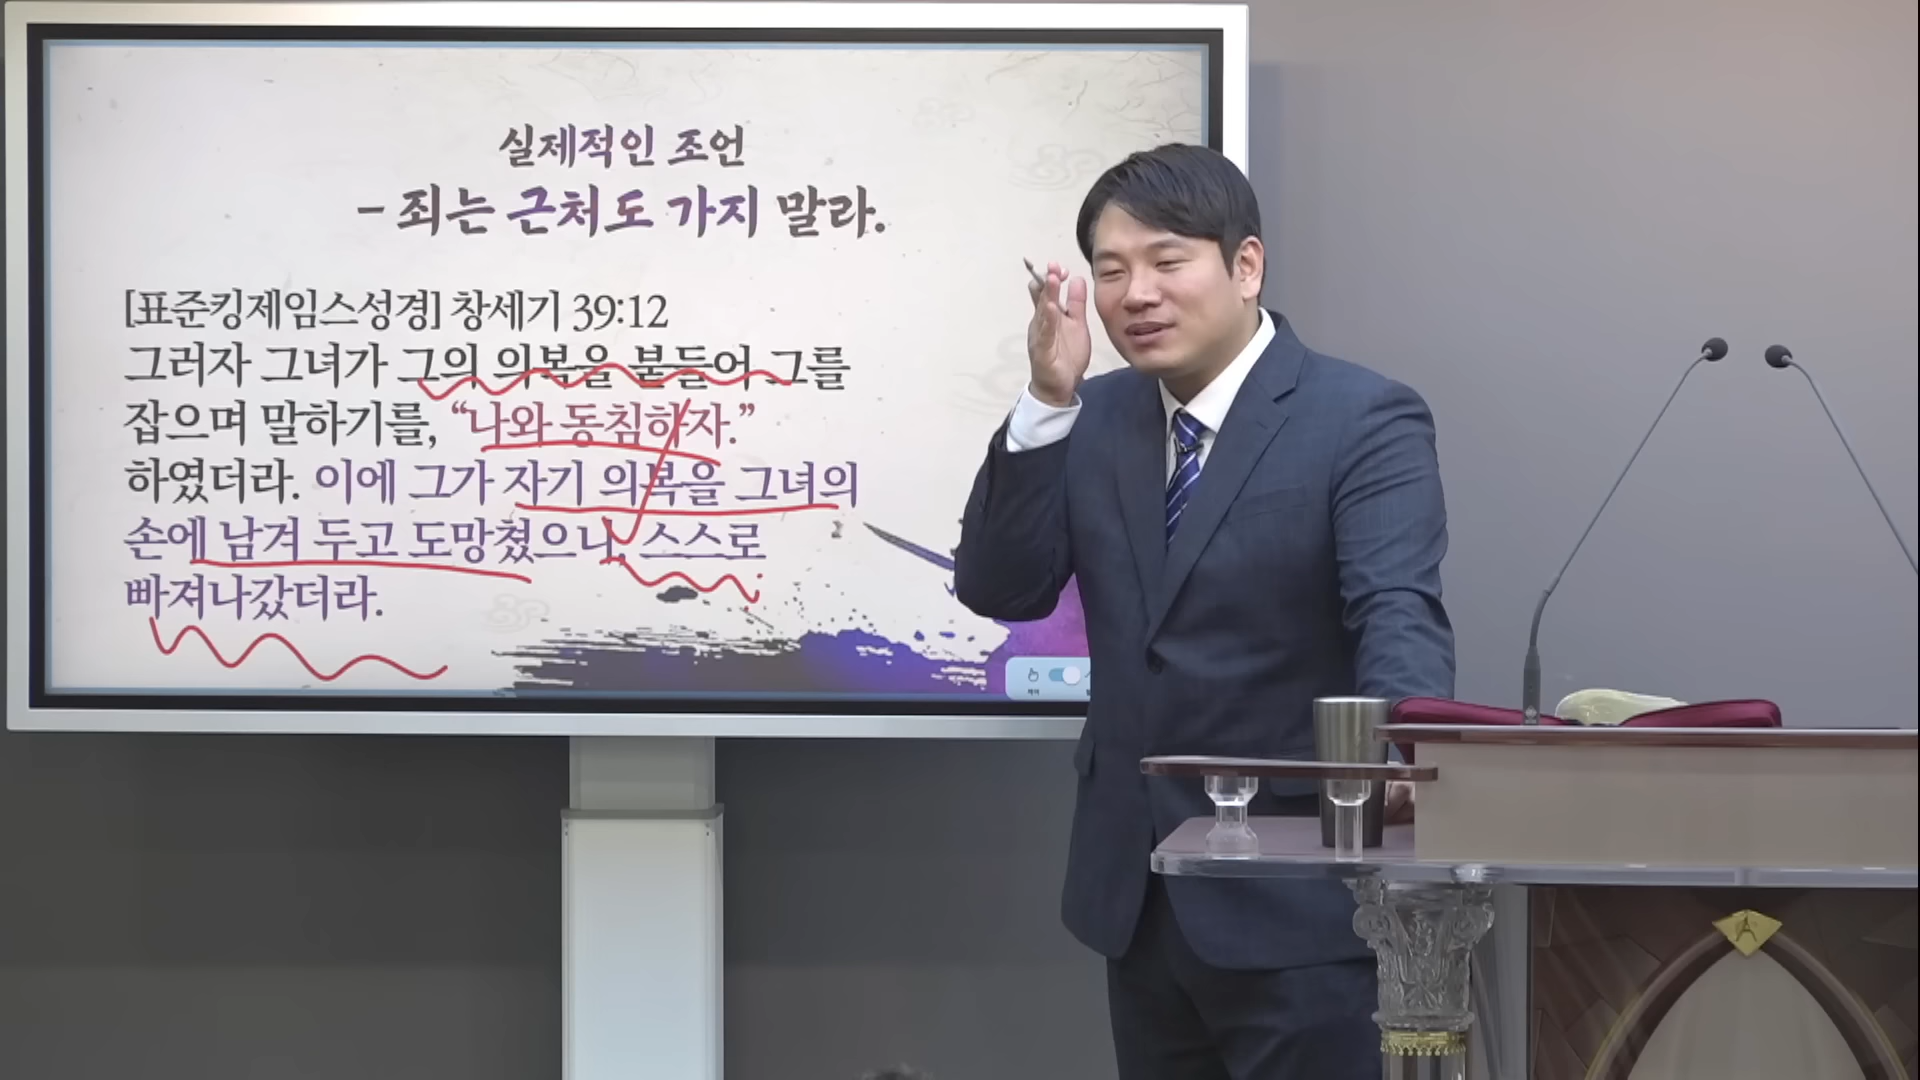 실제적인 조언
- 죄는 근처도 가지 말라.
[표준킹제임스성경] 창세기 39:12
그러자 그녀가 그의 의복을 붙들어 그를
잡으며 말하기를, “나와 동침하자.”
하였더라. 이에 그가 자기 의복을 그녀의
손에 남겨 두고 도망쳤으니, 스스로
빠져나갔더라.